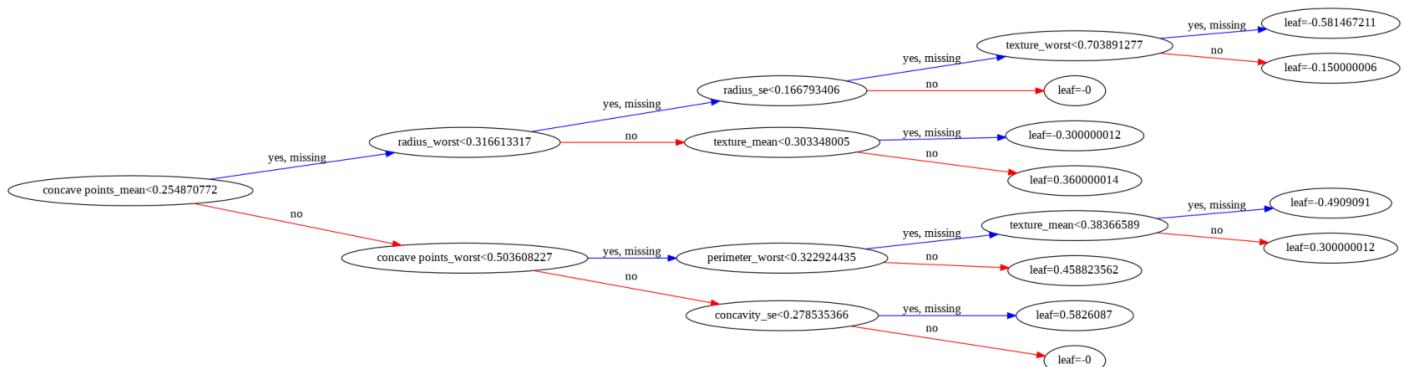 yes, missing
leaf=-0.581467211
texture_worst<0.703891277
no
yes, missing
leaf=-0.150000006
radius_se<0.166793406
no
leaf=-0
yes, missing
radius_worst<0.316613317
no
texture_mean<0.303348005
yes, missing
leaf=-0.300000012
yes, missing
no
leaf=0.360000014
concave points_mean<0.254870772
no
yes, missing
leaf=-0.4909091
texture_mean<0.38366589
no
yes, missing
leaf=0.300000012
concave points_worst<0.503608227
yes, missing
perimeter_worst<0.322924435
no
leaf=0.458823562
no
concavity_se<0.278535366
yes, missing
leaf=0.5826087
no
leaf=-0